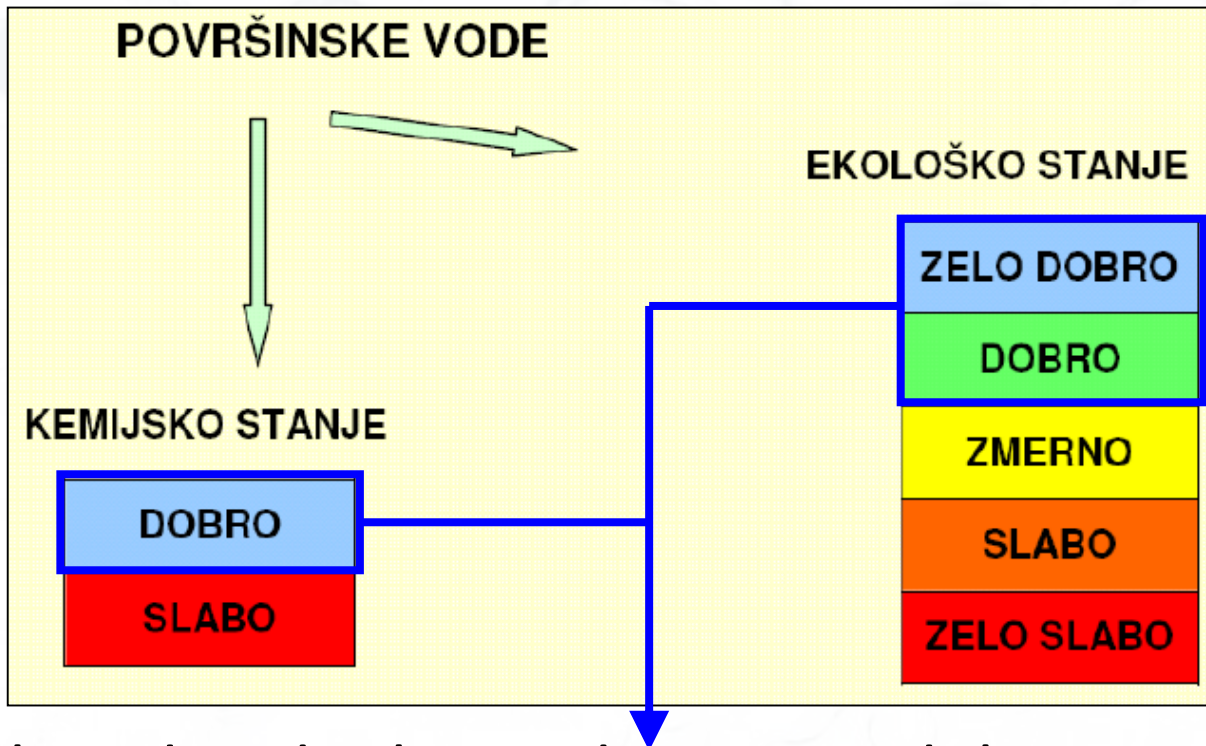 POVRŠINSKE VODE
EKOLOŠKO STANJE
ZELO DOBRO
DOBRO
ZMERNO
SLABO
ZELO SLABO
KEMIJSKO STANJE
DOBRO
SLABO